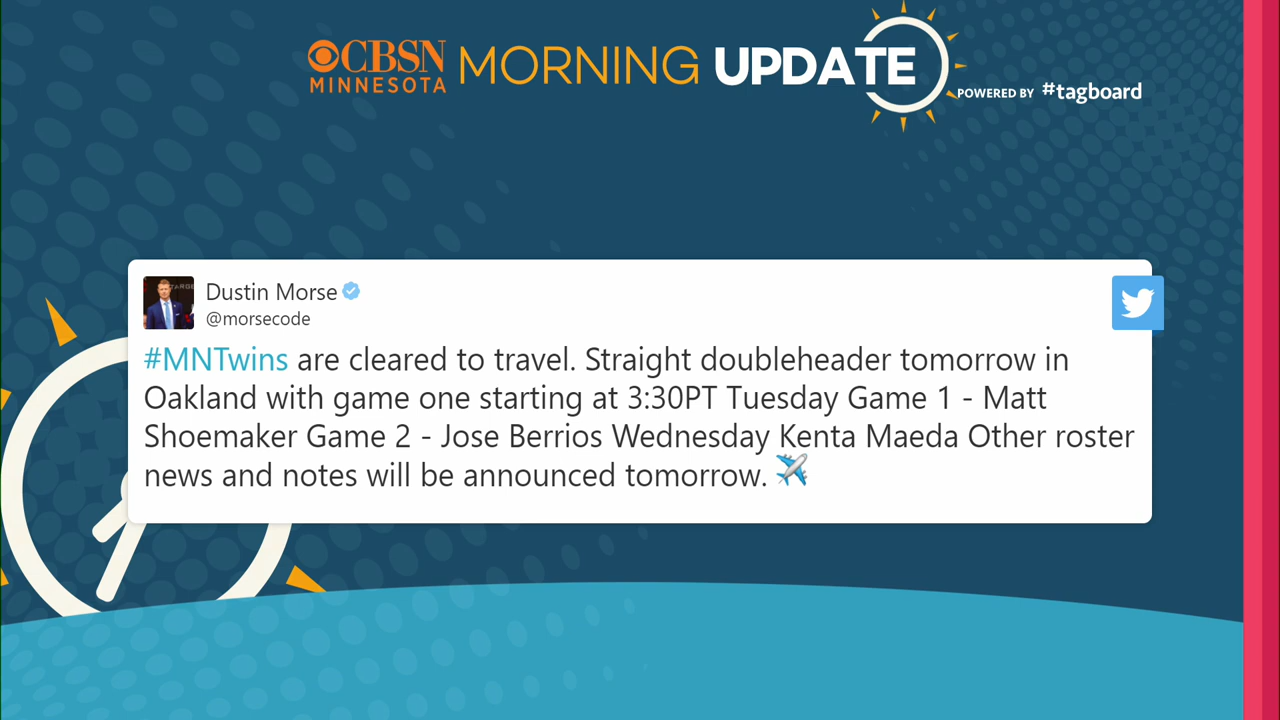 CBSN MINNESOTA MORNING UPDATE
POWERED BY #tagboard
Dustin Morse
@morsecode
#MNTwins are cleared to travel. Straight doubleheader tomorrow in
Oakland with game one starting at 3:30PT Tuesday Game 1 - Matt
Shoemaker Game 2 - Jose Berrios Wednesday Kenta Maeda Other roster
news and notes will be announced tomorrow. ✈️